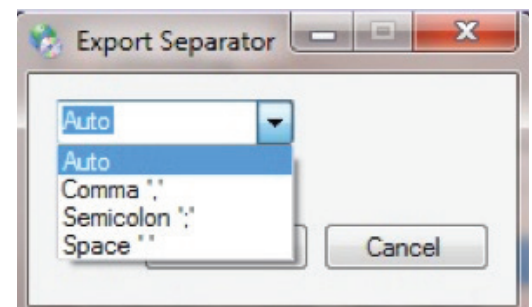 Export Separator
Auto
Auto
Comma ','
Semicolon ';'
Space ' '
Cancel